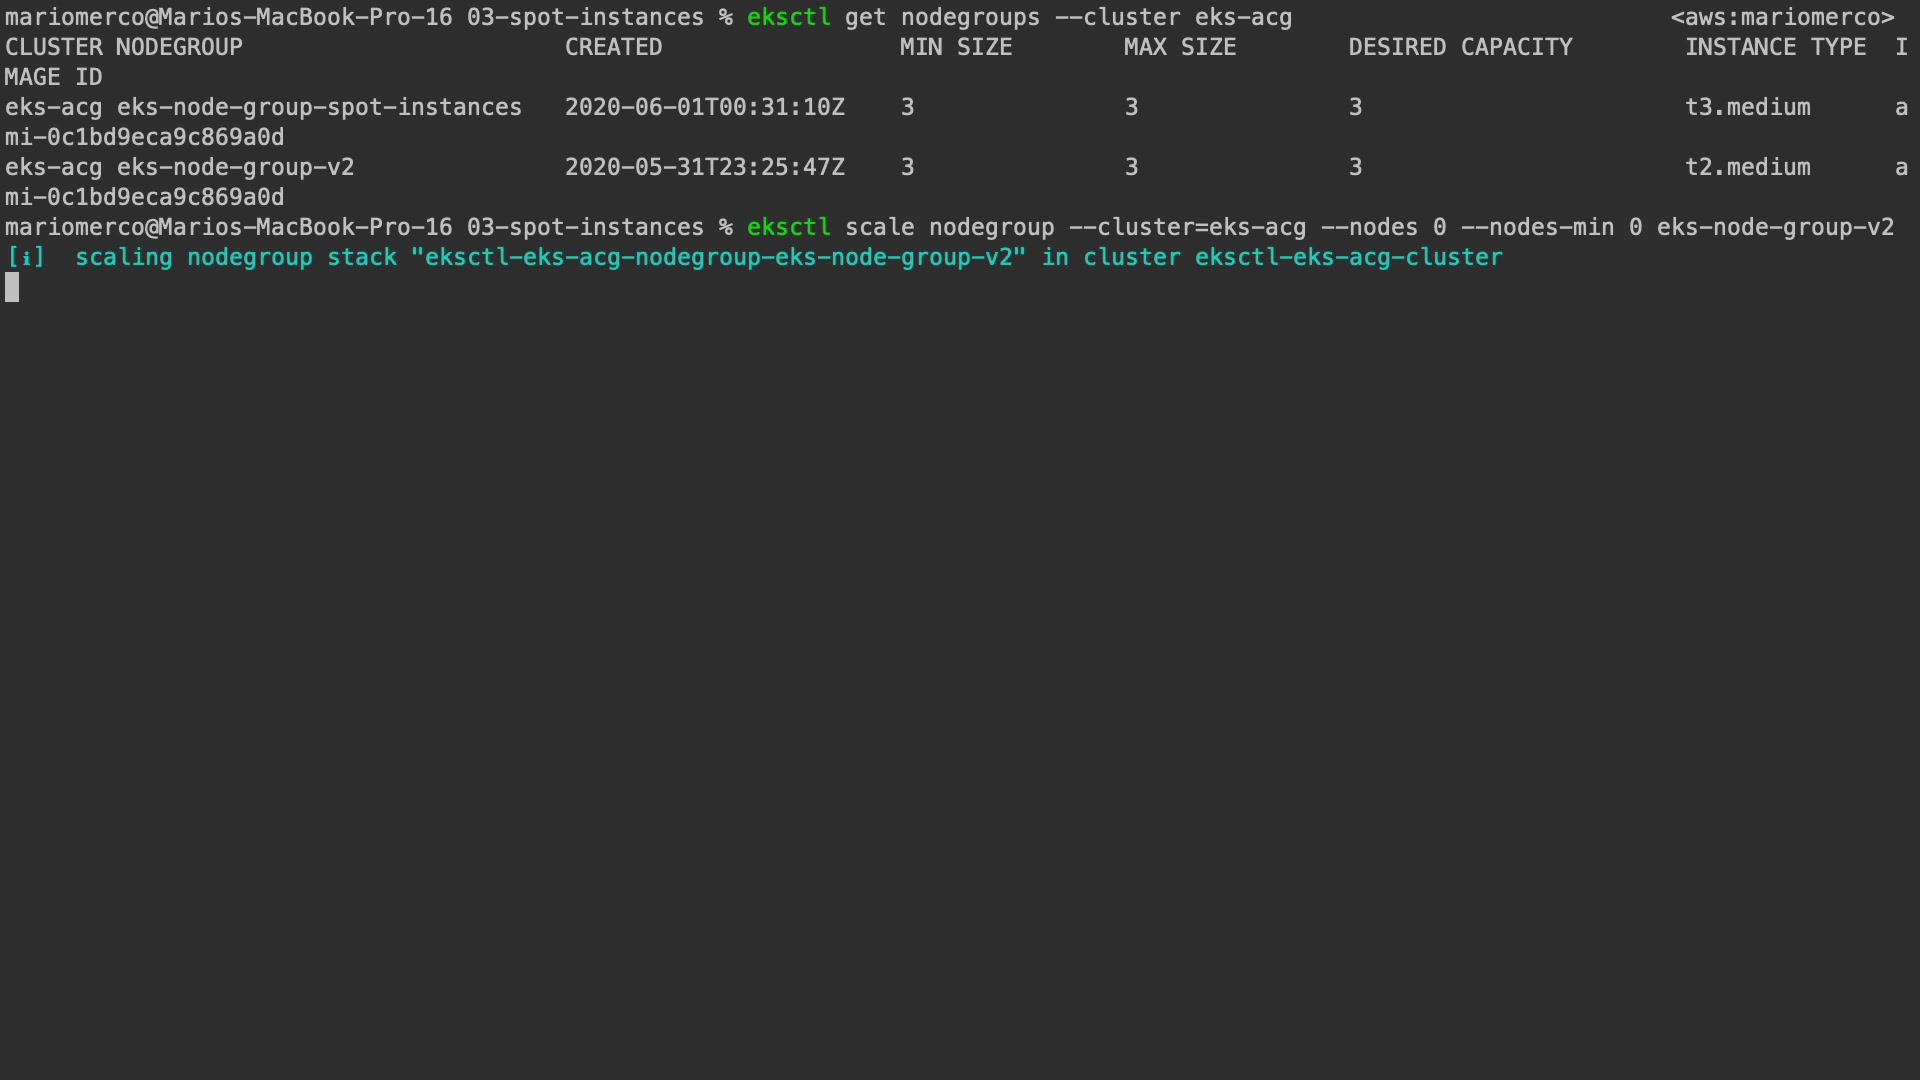 mariomerco@Marios-MacBook-Pro-16 03-spot-instances % eksctl get nodegroups --cluster eks-acg <aws:mariomerco>
CLUSTER NODEGROUP CREATED MIN SIZE MAX SIZE DESIRED CAPACITY INSTANCE TYPE I
MAGE ID
eks-acg eks-node-group-spot-instances 2020-06-01T00:31:10Z 3 3 3 t3.medium a
mi-0c1bd9eca9c869a0d
eks-acg eks-node-group-v2 2020-05-31T23:25:47Z 3 3 3 t2.medium a
mi-0c1bd9eca9c869a0d
mariomerco@Marios-MacBook-Pro-16 03-spot-instances % eksctl scale nodegroup --cluster=eks-acg --nodes 0 --nodes-min 0 eks-node-group-v2
[ℹ] scaling nodegroup stack "eksctl-eks-acg-nodegroup-eks-node-group-v2" in cluster eksctl-eks-acg-cluster